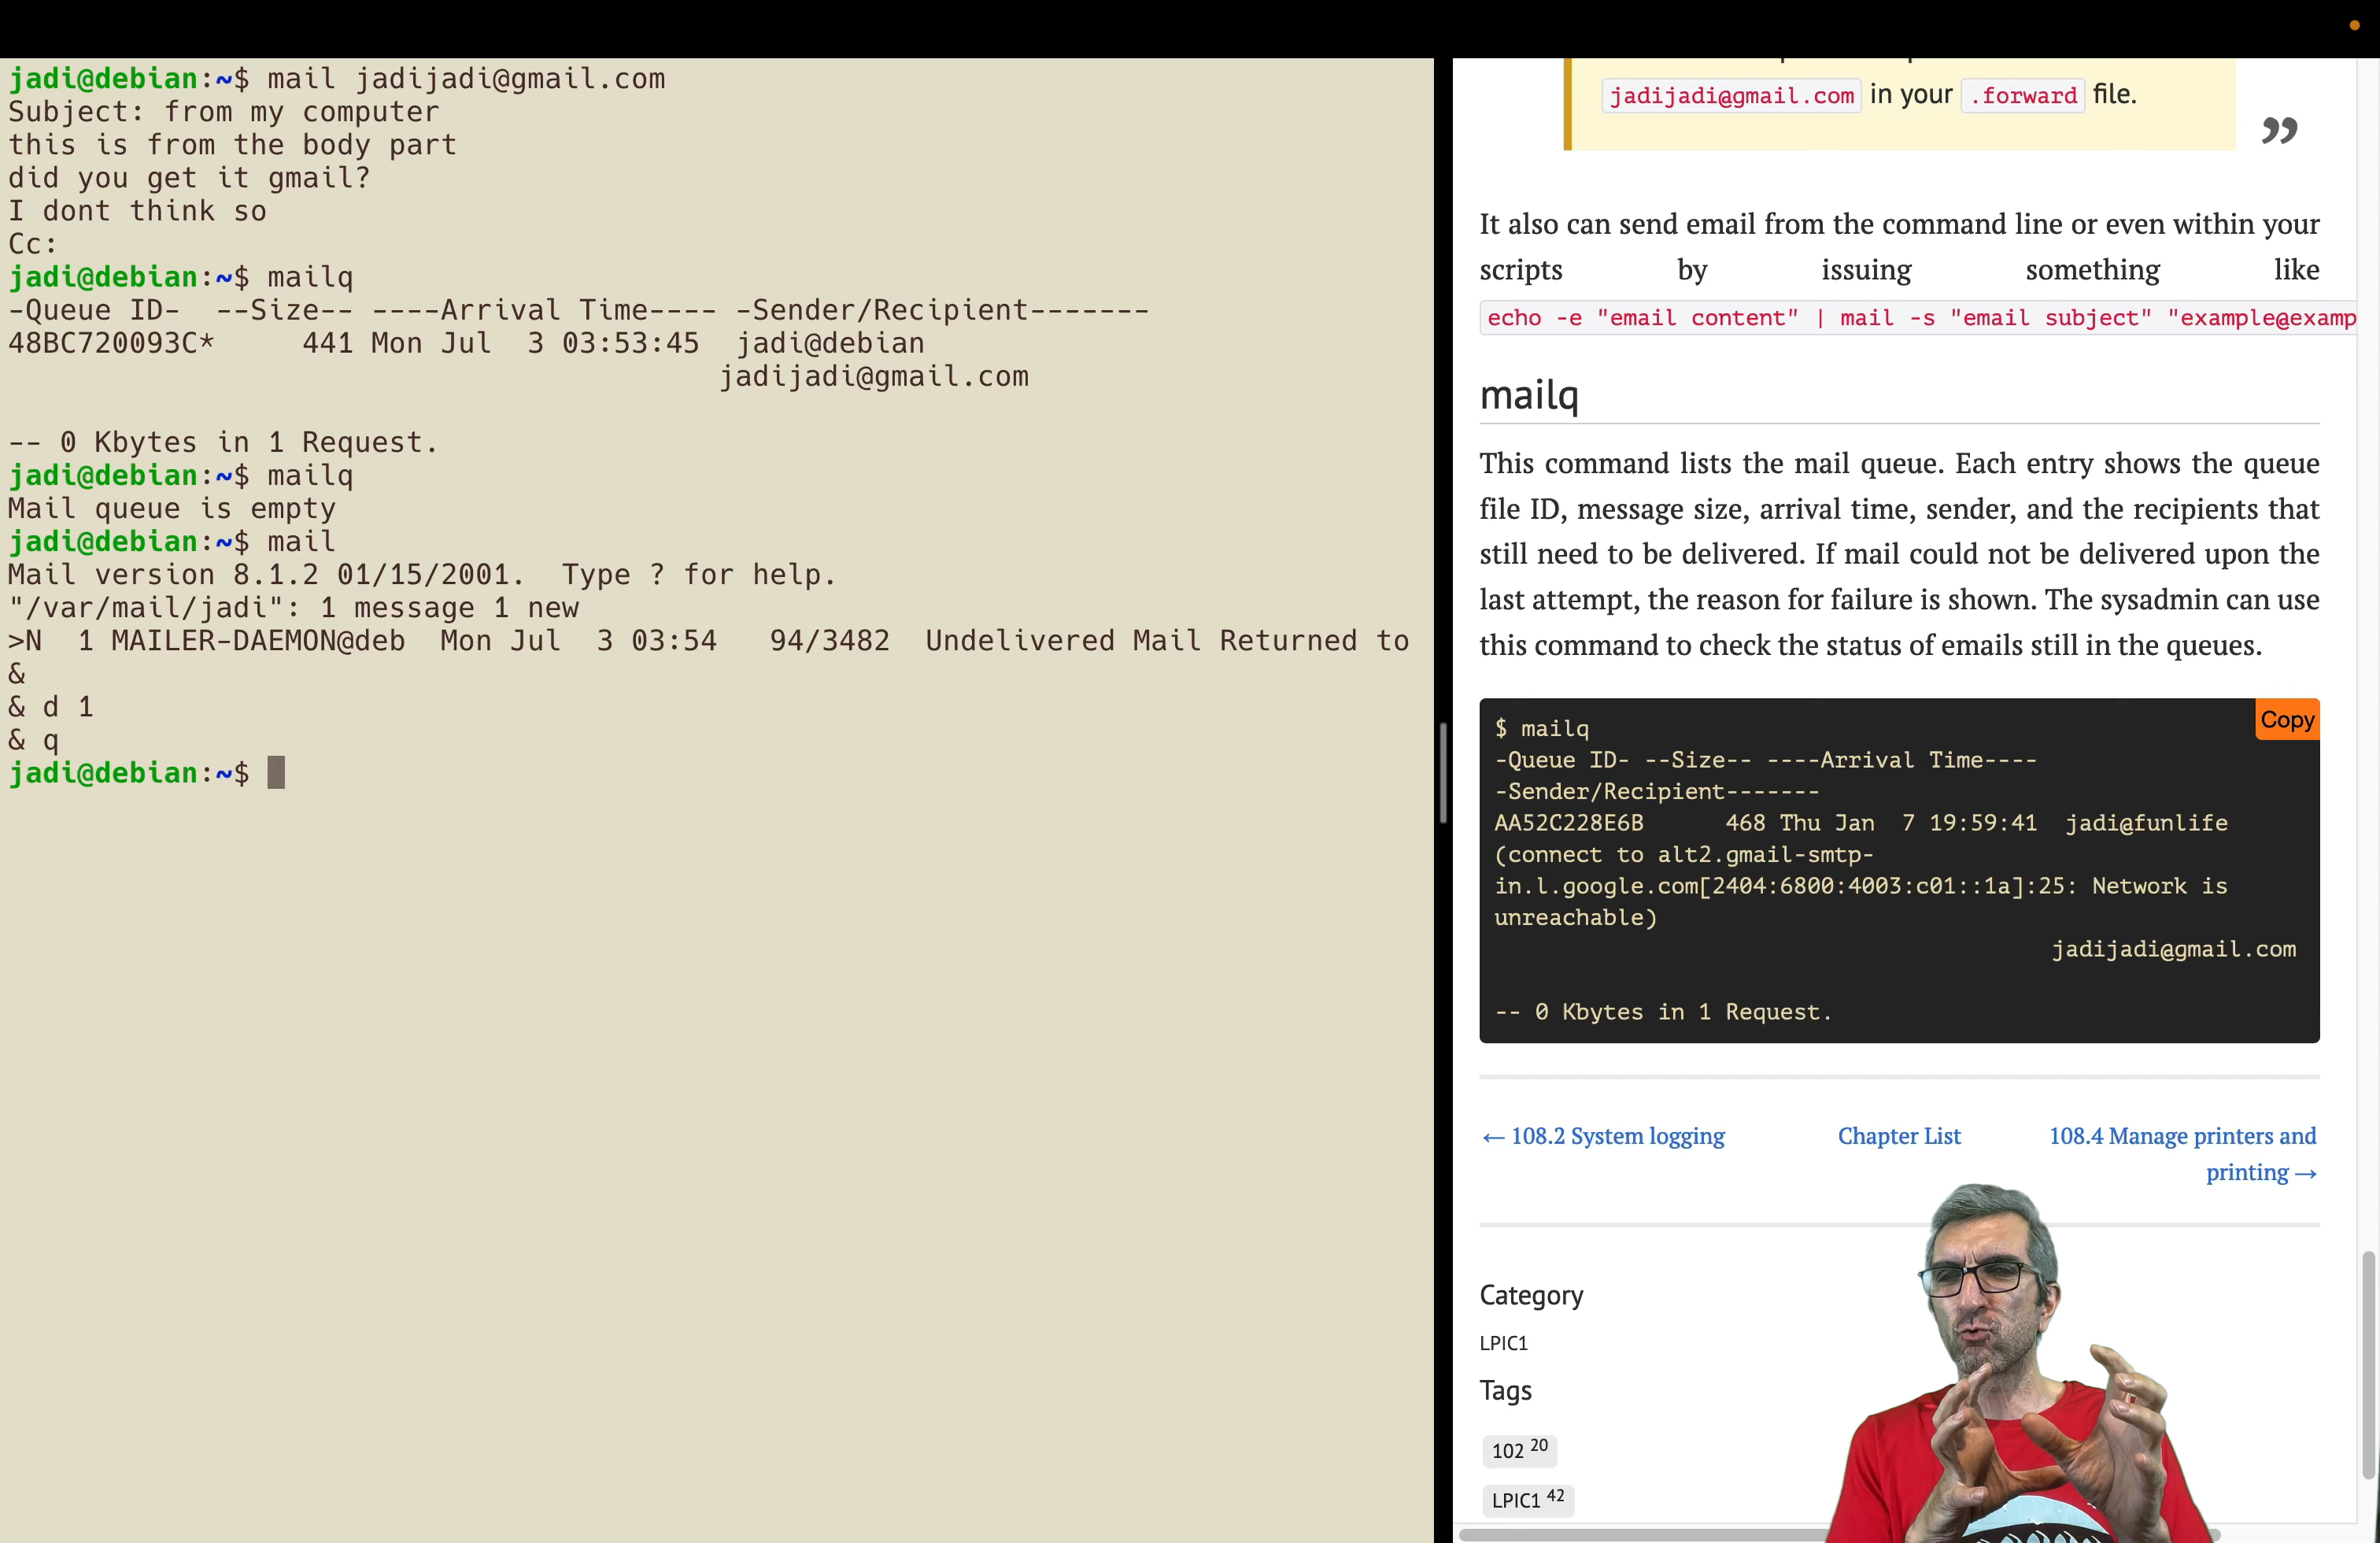 jadi@debian:~$ mail jadijadi@gmail.com
Subject: from my computer
this is from the body part
did you get it gmail?
I dont think so
Cc:
jadi@debian:~$ mailq
-Queue ID-  --Size-- ----Arrival Time---- -Sender/Recipient-------
48BC720093C*     441 Mon Jul  3 03:53:45  jadi@debian
jadijadi@gmail.com
-- 0 Kbytes in 1 Request.
jadi@debian:~$ mailq
Mail queue is empty
jadi@debian:~$ mail
Mail version 8.1.2 01/15/2001.  Type ? for help.
"/var/mail/jadi": 1 message 1 new
>N  1 MAILER-DAEMON@deb  Mon Jul  3 03:54   94/3482  Undelivered Mail Returned to
&
& d 1
& q
jadi@debian:~$
jadijadi@gmail.com in your .forward file.
”
It also can send email from the command line or even within your
scripts by issuing something like
echo -e "email content" | mail -s "email subject" "example@examp
mailq
This command lists the mail queue. Each entry shows the queue
file ID, message size, arrival time, sender, and the recipients that
still need to be delivered. If mail could not be delivered upon the
last attempt, the reason for failure is shown. The sysadmin can use
this command to check the status of emails still in the queues.
Copy
$ mailq
-Queue ID- --Size-- ----Arrival Time----
-Sender/Recipient-------
AA52C228E6B      468 Thu Jan  7 19:59:41  jadi@funlife
(connect to alt2.gmail-smtp-
in.l.google.com[2404:6800:4003:c01::1a]:25: Network is
unreachable)
jadijadi@gmail.com
-- 0 Kbytes in 1 Request.
← 108.2 System logging
Chapter List
108.4 Manage printers and
printing →
Category
LPIC1
Tags
102 20
LPIC1 42